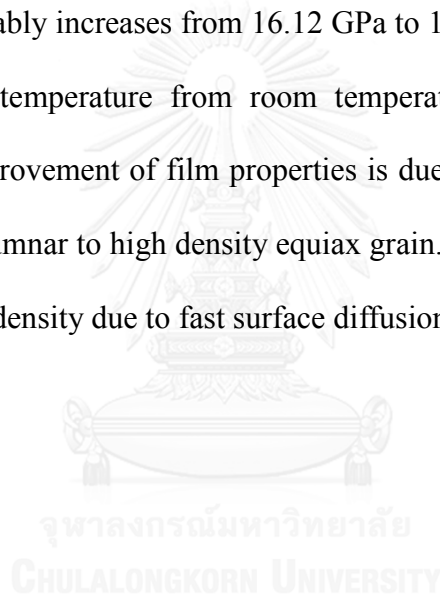 ably increases from 16.12 GPa to 1
temperature from room temperat
rovement of film properties is due
umnar to high density equiax grain.
density due to fast surface diffusion
จุฬาลงกรณ์มหาวิทยาลัย
CHULALONGKORN UNIVERSITY